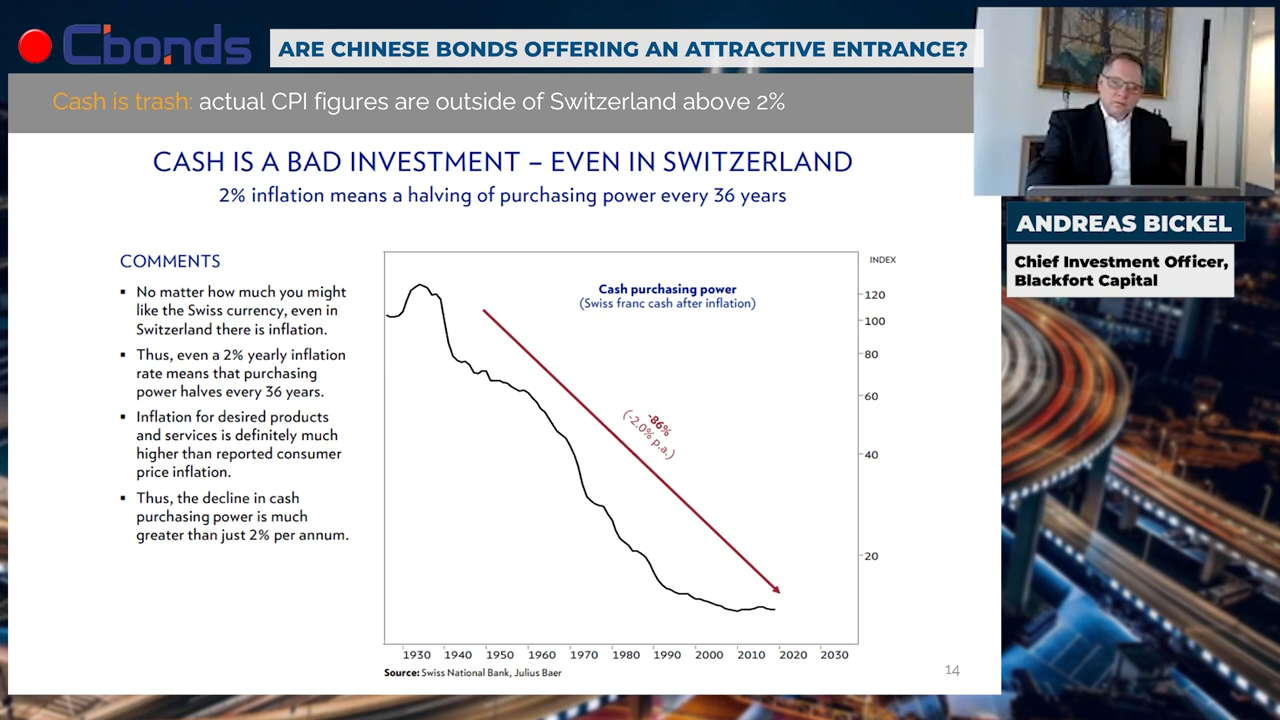 Cbonds
ARE CHINESE BONDS OFFERING AN ATTRACTIVE ENTRANCE?
Cash is trash: actual CPI figures are outside of Switzerland above 2%
CASH IS A BAD INVESTMENT – EVEN IN SWITZERLAND
2% inflation means a halving of purchasing power every 36 years
COMMENTS
▪ No matter how much you might
like the Swiss currency, even in
Switzerland there is inflation.
▪ Thus, even a 2% yearly inflation
rate means that purchasing
power halves every 36 years.
▪ Inflation for desired products
and services is definitely much
higher than reported consumer
price inflation.
▪ Thus, the decline in cash
purchasing power is much
greater than just 2% per annum.
Cash purchasing power
(Swiss franc cash after inflation)
-86%
(-2.0% p.a.)
INDEX
120
100
80
60
40
20
1930 1940 1950 1960 1970 1980 1990 2000 2010 2020 2030
Source: Swiss National Bank, Julius Baer
14
ANDREAS BICKEL
Chief Investment Officer,
Blackfort Capital